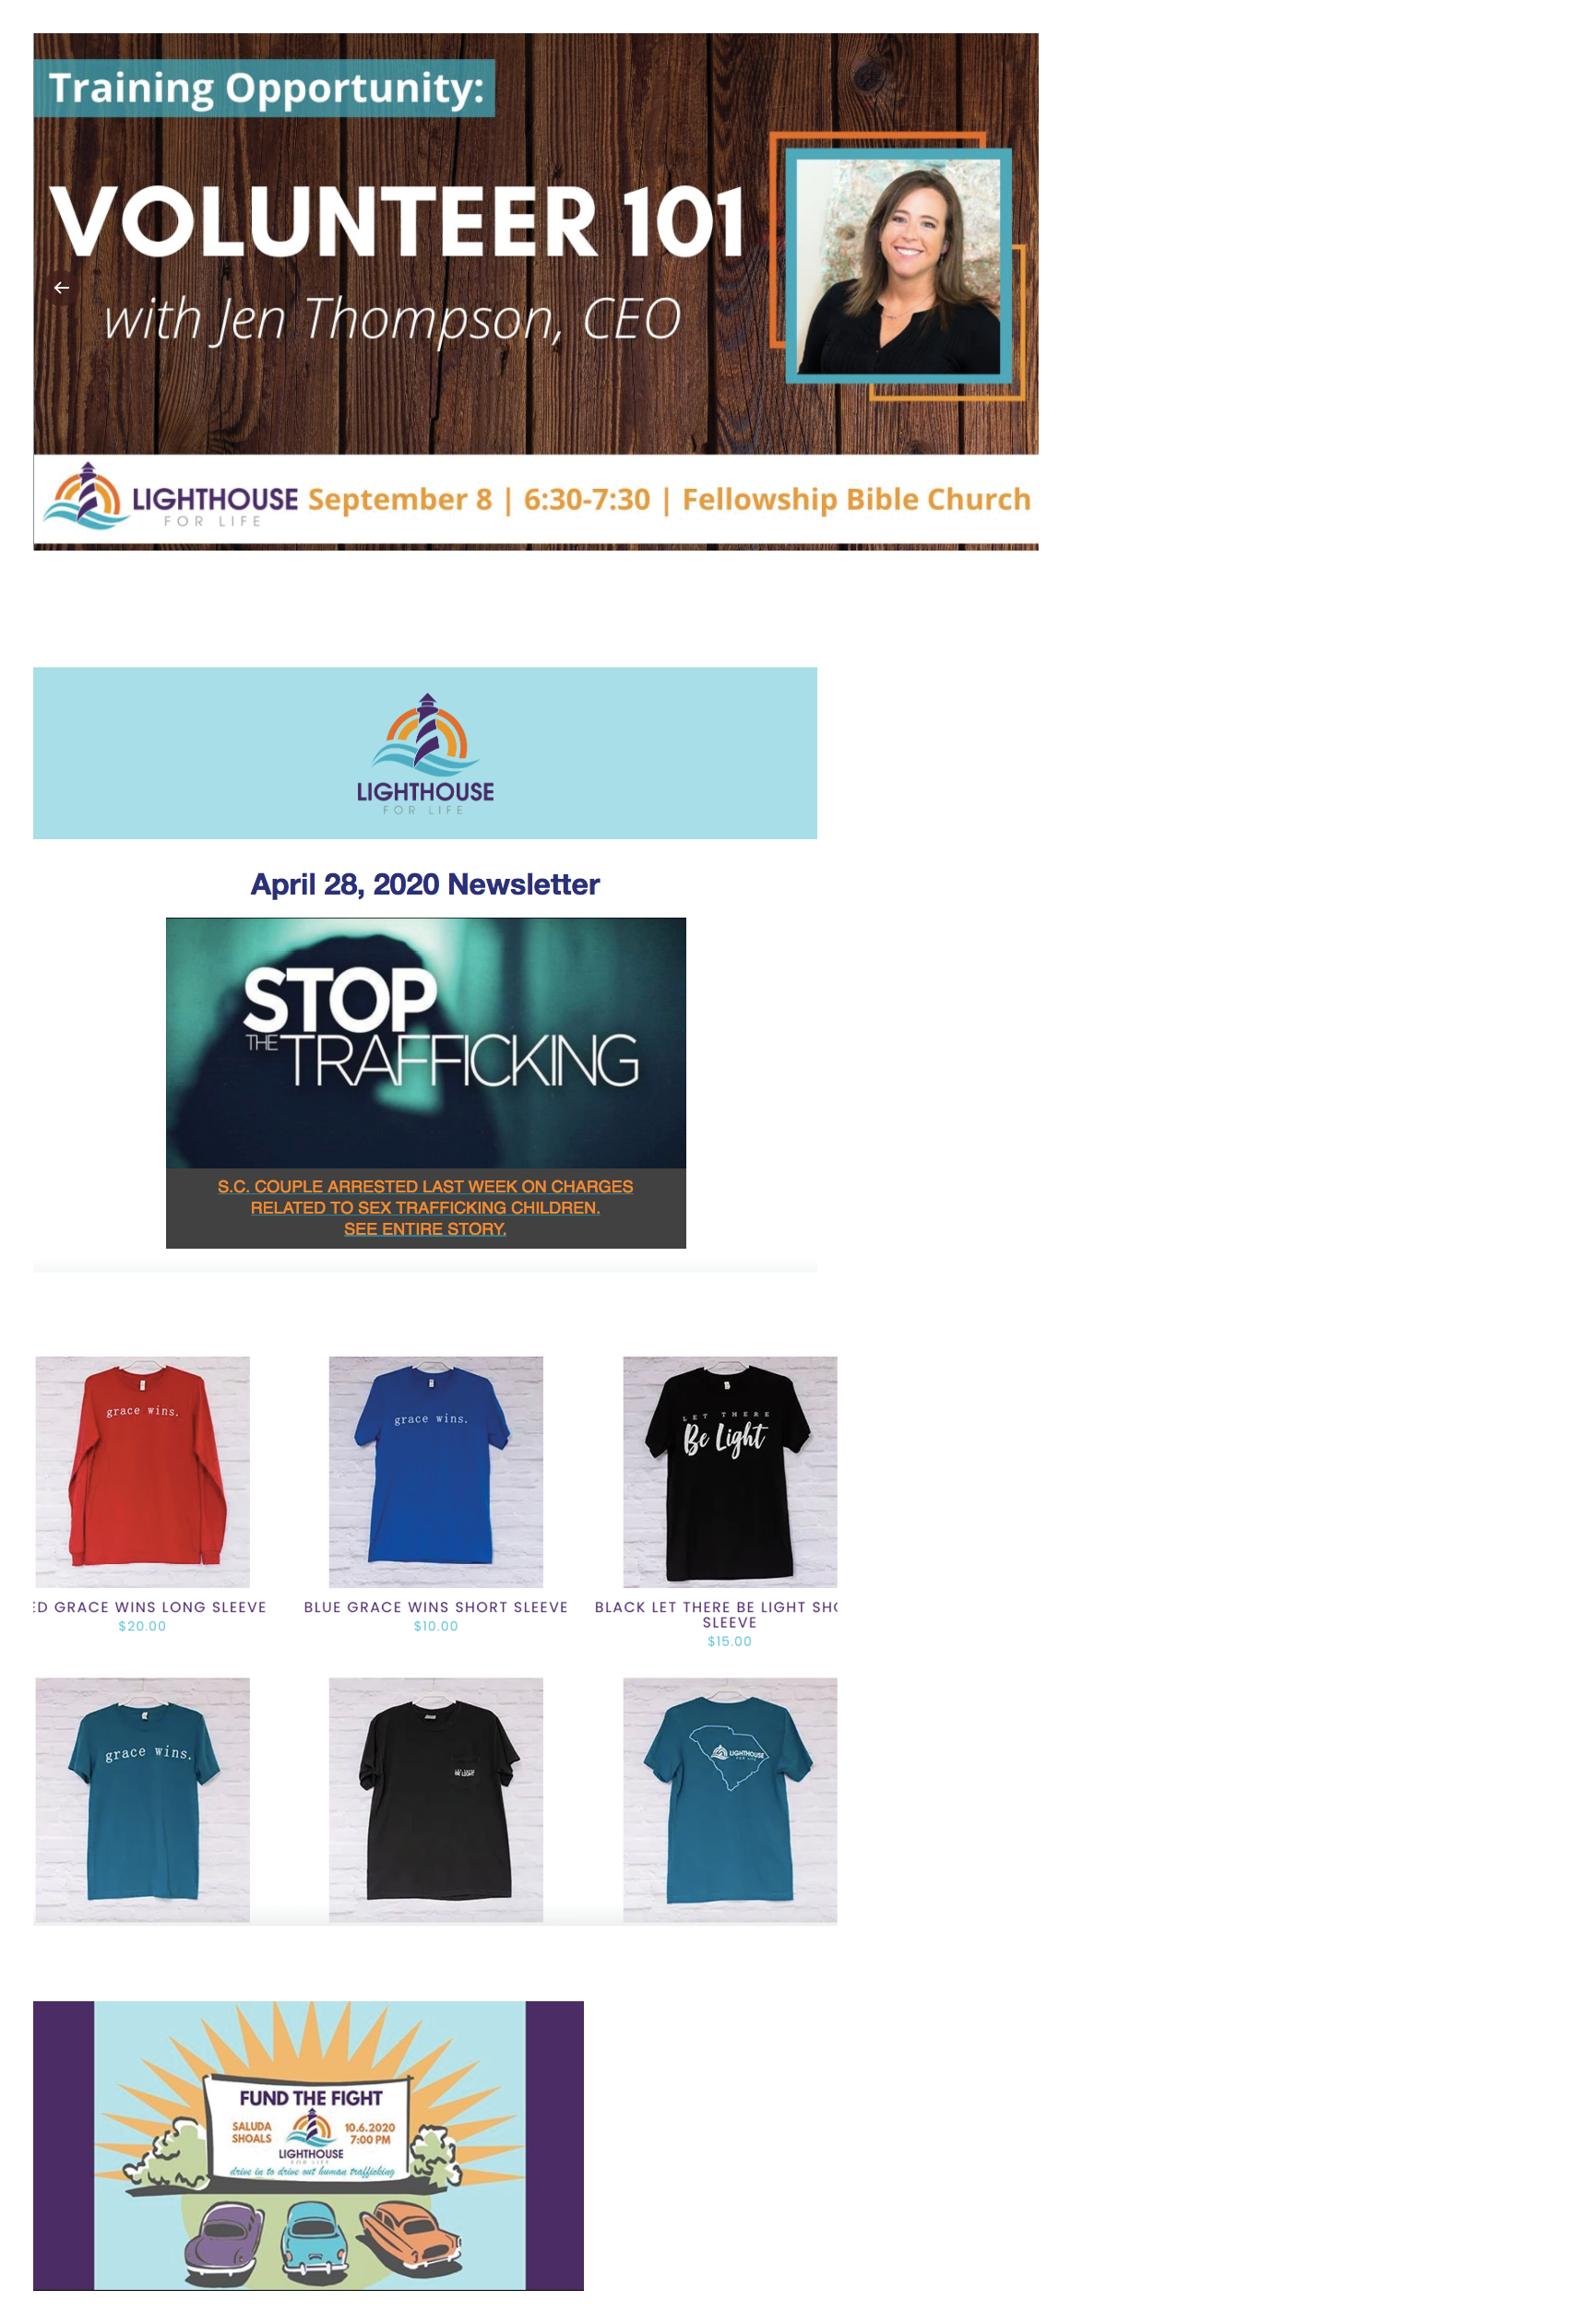 Training Opportunity:
VOLUNTEER 101
with Jen Thompson, CEO
LIGHTHOUSE
FOR LIFE
September 8 | 6:30-7:30 | Fellowship Bible Church
LIGHTHOUSE
FOR LIFE
April 28, 2020 Newsletter
STOP
THE TRAFFICKING
S.C. COUPLE ARRESTED LAST WEEK ON CHARGES
RELATED TO SEX TRAFFICKING CHILDREN.
SEE ENTIRE STORY.
grace wins.
grace wins.
LET THERE
Be Light
ED GRACE WINS LONG SLEEVE
$20.00
BLUE GRACE WINS SHORT SLEEVE
$10.00
BLACK LET THERE BE LIGHT SHO
SLEEVE
$15.00
grace wins.
BE LIGHT
LIGHTHOUSE
FOR LIFE
FUND THE FIGHT
SALUDA
SHOALS
10.6.2020
7:00 PM
LIGHTHOUSE
FOR LIFE
drive in to drive out human trafficking